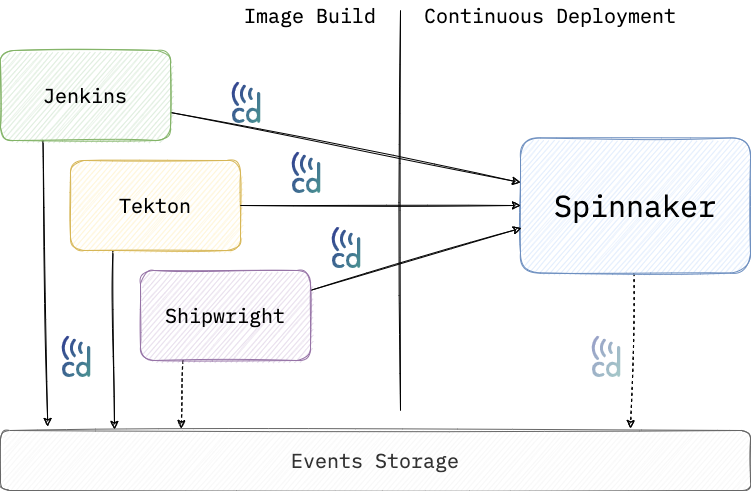 Image Build
Continuous Deployment
Jenkins
cd
cd
Tekton
Spinnaker
cd
Shipwright
cd
cd
Events Storage